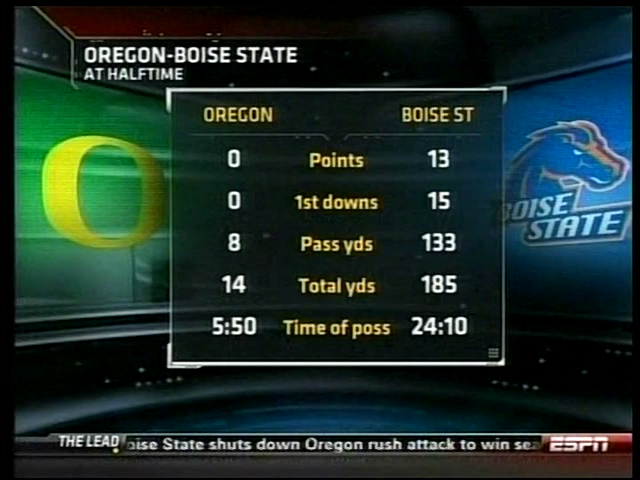 OREGON-BOISE STATE
AT HALFTIME
OREGON BOISE ST
0 Points 13
0 1st downs 15
8 Pass yds 133
14 Total yds 185
5:50 Time of poss 24:10
O
BOISE
STATE
THE LEAD oise State shuts down Oregon rush attack to win sea ESPN